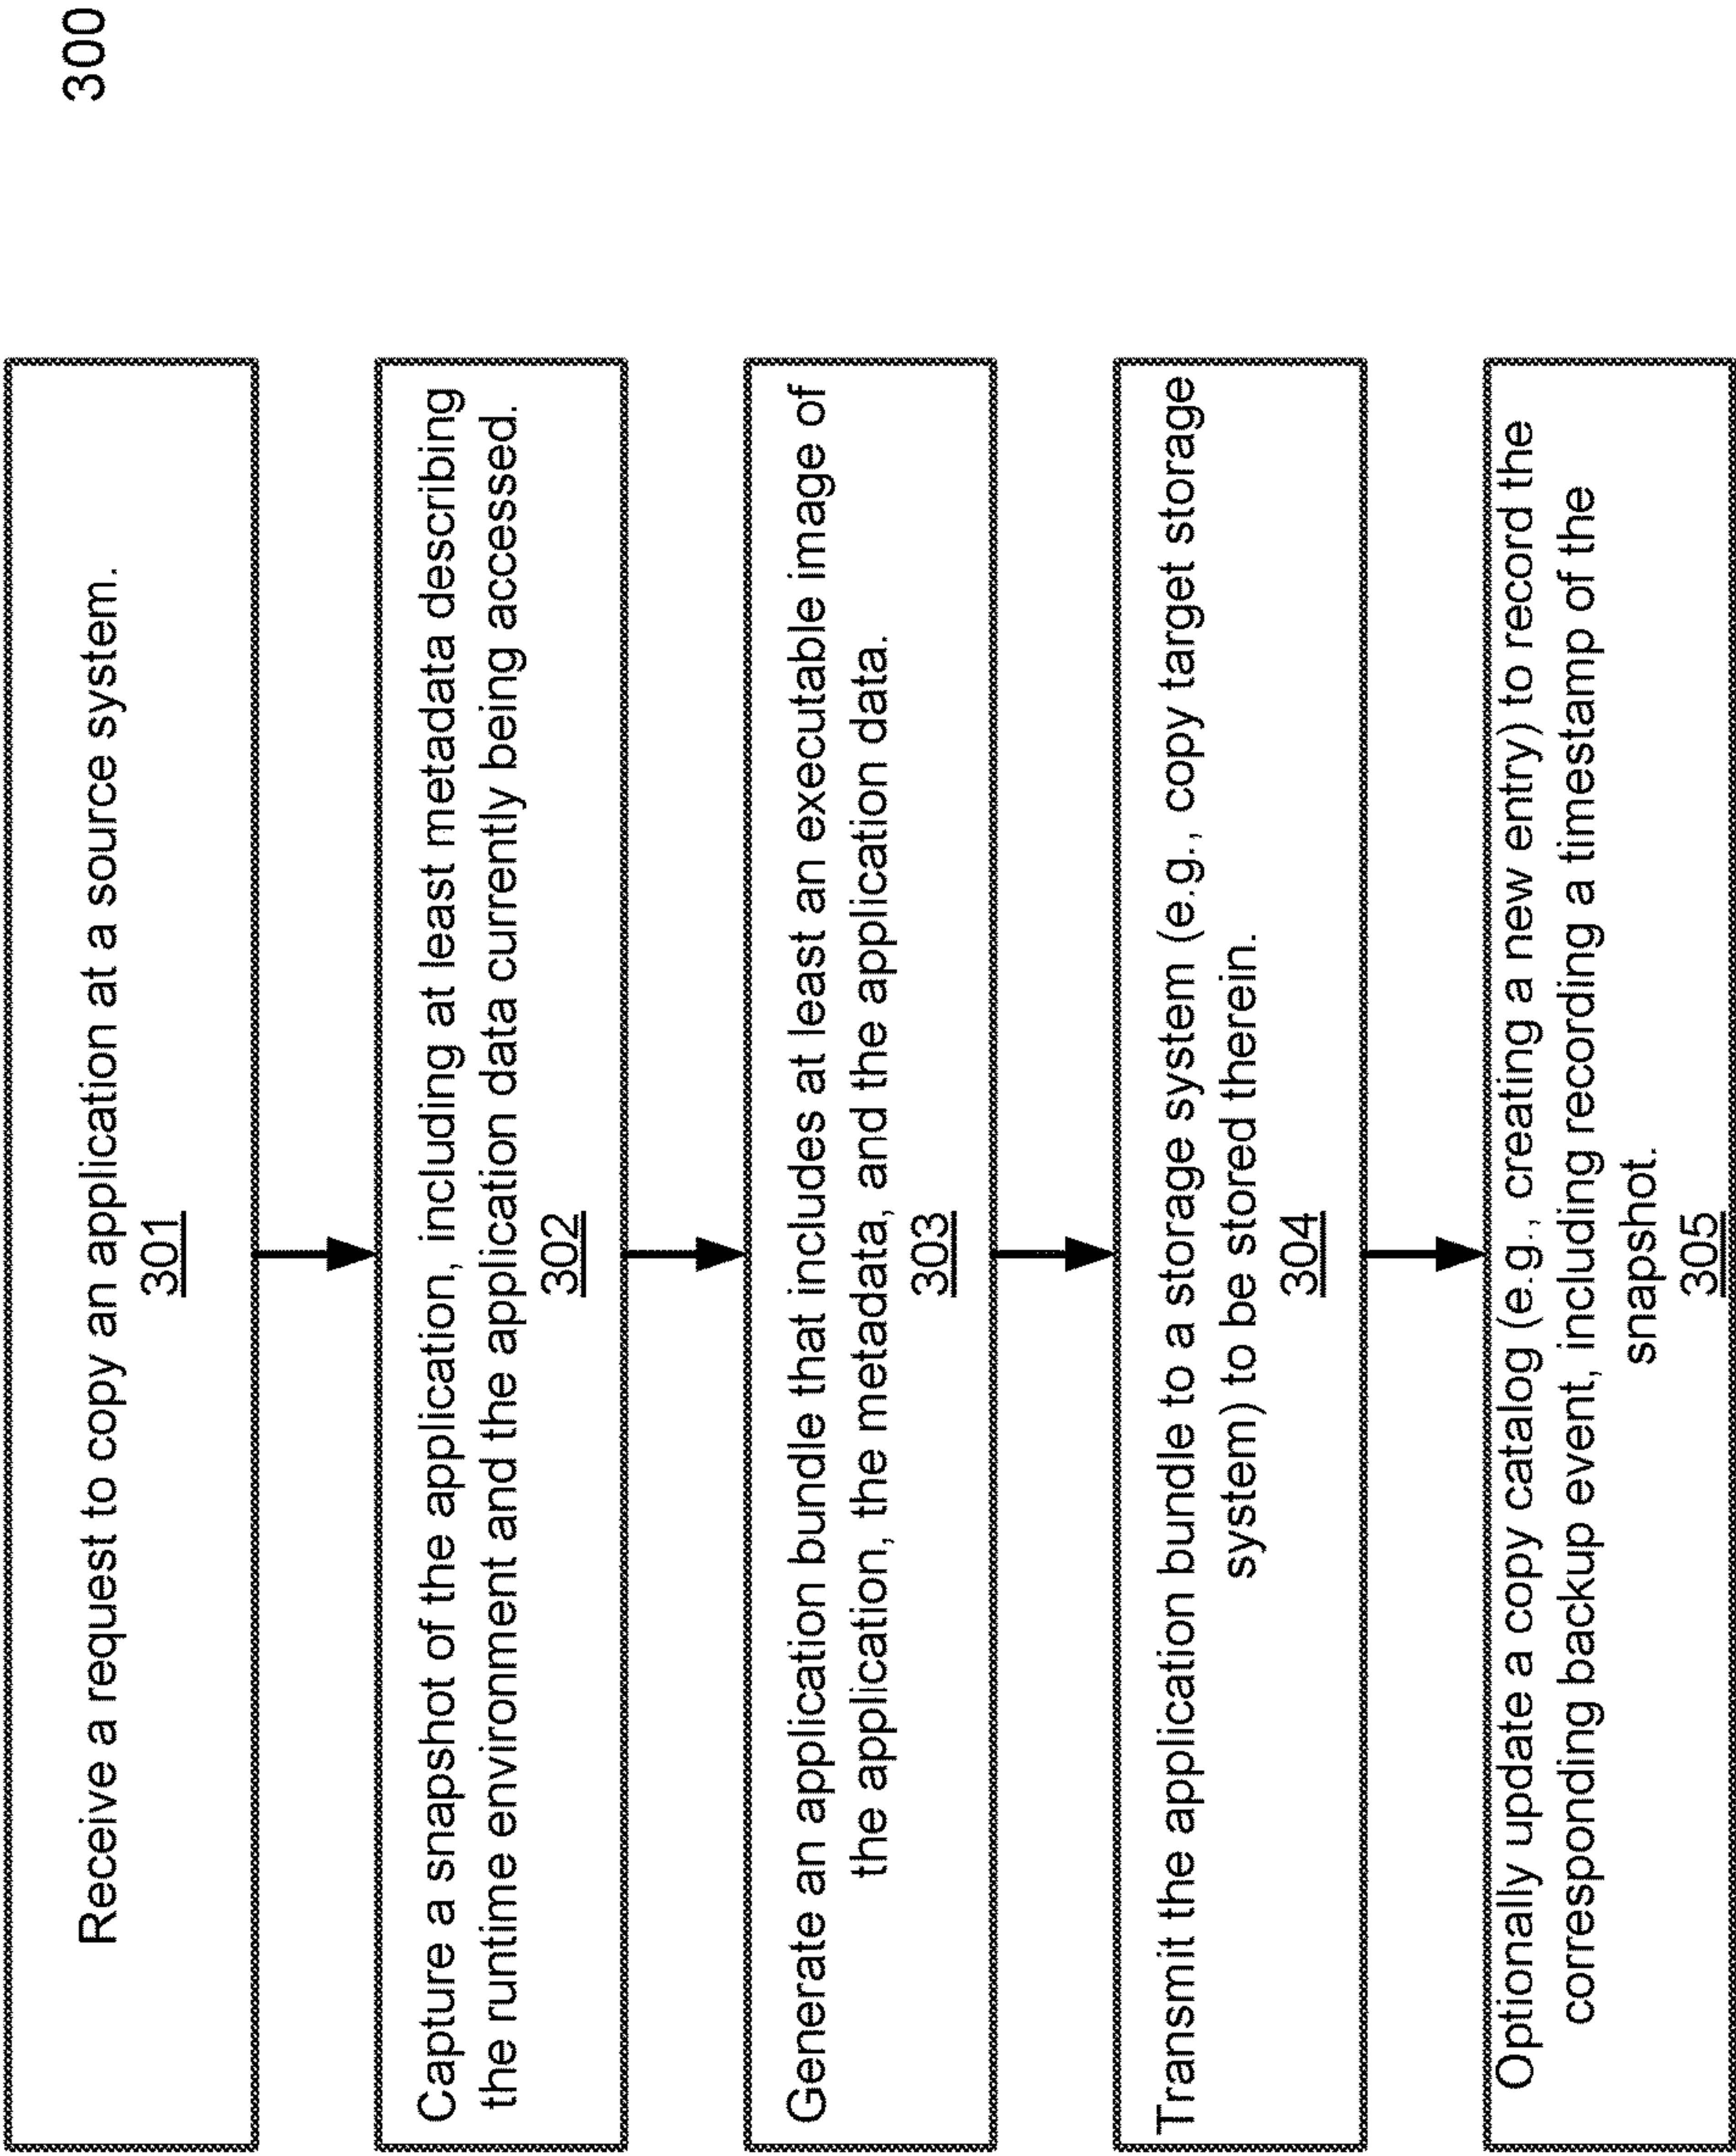 300
Receive a request to copy an application at a source system.
301
Capture a snapshot of the application, including at least metadata describing
the runtime environment and the application data currently being accessed.
302
Generate an application bundle that includes at least an executable image of
the application, the metadata, and the application data.
303
Transmit the application bundle to a storage system (e.g., copy target storage
system) to be stored therein.
304
Optionally update a copy catalog (e.g., creating a new entry) to record the
corresponding backup event, including recording a timestamp of the
snapshot.
305